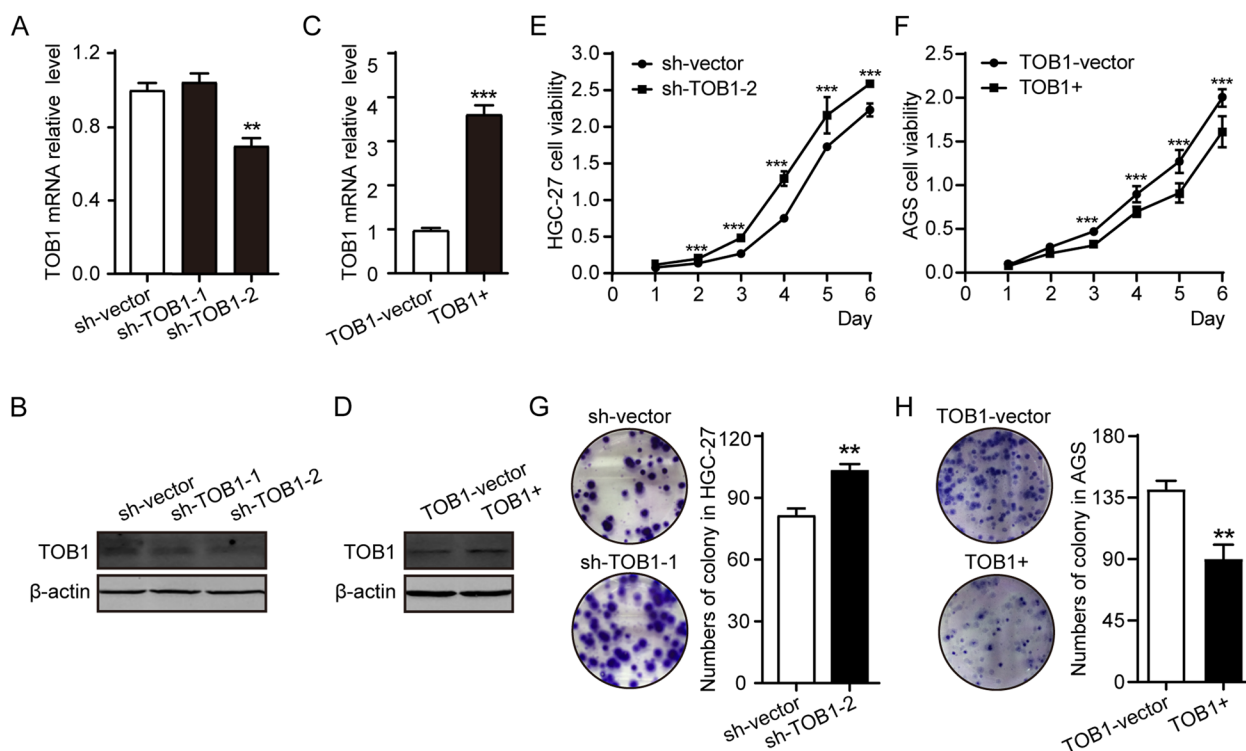 A
TOB1 mRNA relative level
1.2
0.8
0.4
0.0
**
sh-vector
sh-TOB1-1
sh-TOB1-2
C
TOB1 mRNA relative level
5
4
3
2
1
0
***
TOB1-vector
TOB1+
E
HGC-27 cell viability
3.0
2.5
2.0
1.5
1.0
0.5
0.0
sh-vector
sh-TOB1-2
***
***
***
***
***
0 1 2 3 4 5 6
Day
F
AGS cell viability
2.5
2.0
1.5
1.0
0.5
0.0
TOB1-vector
TOB1+
***
***
***
***
0 1 2 3 4 5 6
Day
B
sh-vector
sh-TOB1-1
sh-TOB1-2
TOB1
β-actin
D
TOB1-vector
TOB1+
TOB1
β-actin
G
sh-vector
sh-TOB1-1
Numbers of colony in HGC-27
120
90
60
30
0
**
sh-vector
sh-TOB1-2
H
TOB1-vector
TOB1+
Numbers of colony in AGS
180
135
90
45
0
**
TOB1-vector
TOB1+